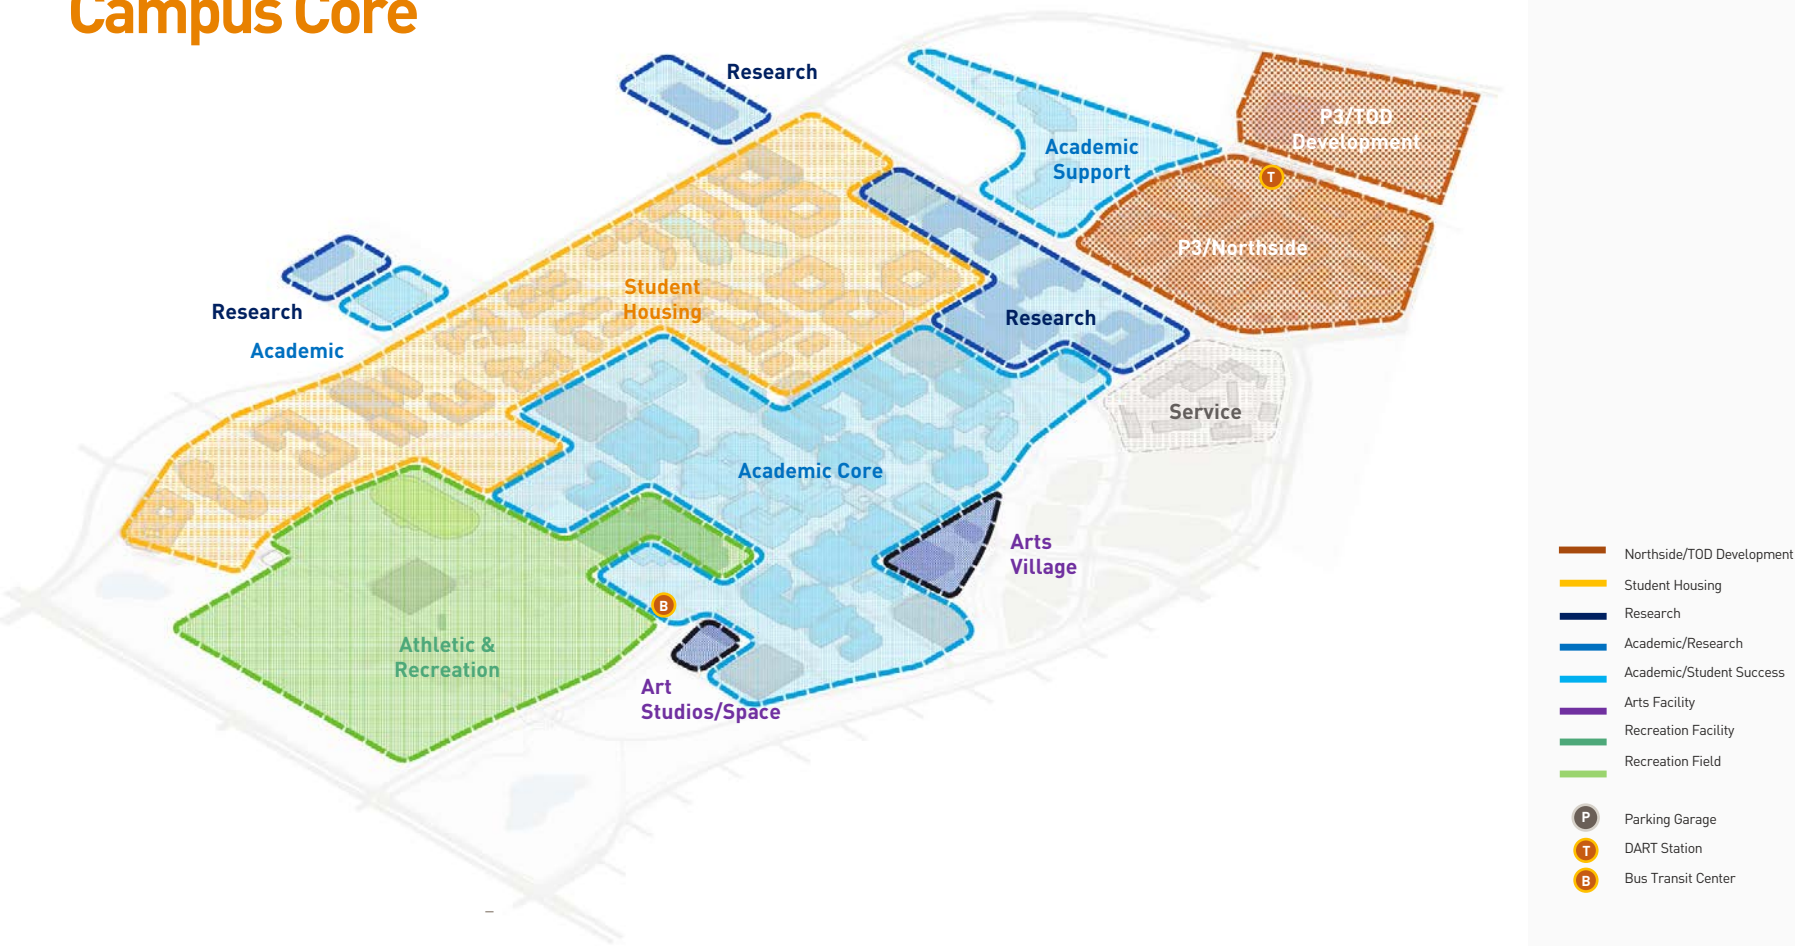 Campus Core
Research
P3/TOD
Development
Academic
Support
T
P3/Northside
Student
Housing
Research
Research
Academic
Service
Academic Core
Arts
Village
B
Athletic &
Recreation
Art
Studios/Space
Northside/TOD Development
Student Housing
Research
Academic/Research
Academic/Student Success
Arts Facility
Recreation Facility
Recreation Field
P Parking Garage
T DART Station
B Bus Transit Center